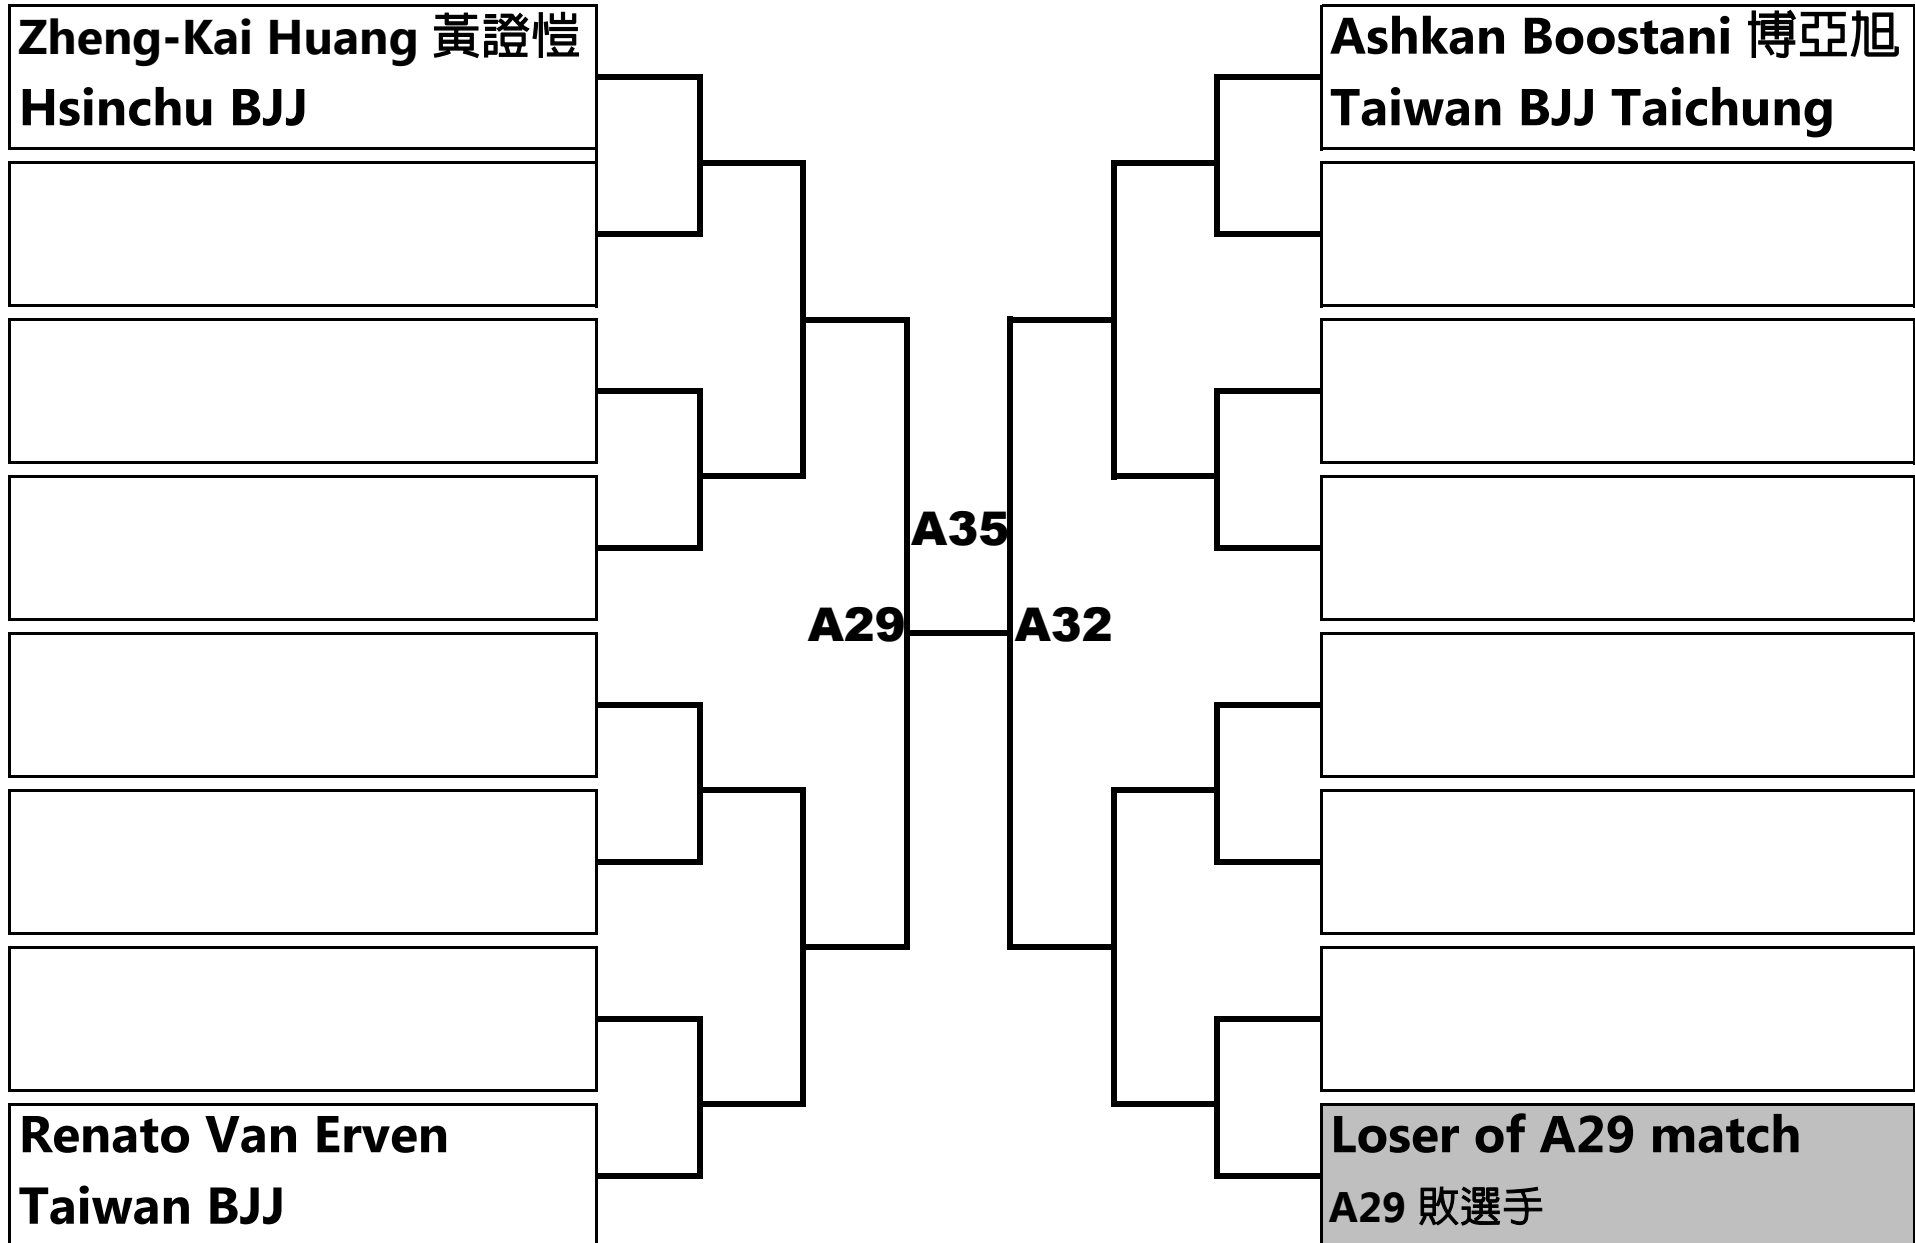 Zheng-Kai Huang 黃證愷
Hsinchu BJJ
Ashkan Boostani 博亞旭
Taiwan BJJ Taichung
A35
A29
A32
Renato Van Erven
Taiwan BJJ
Loser of A29 match
A29 敗選手